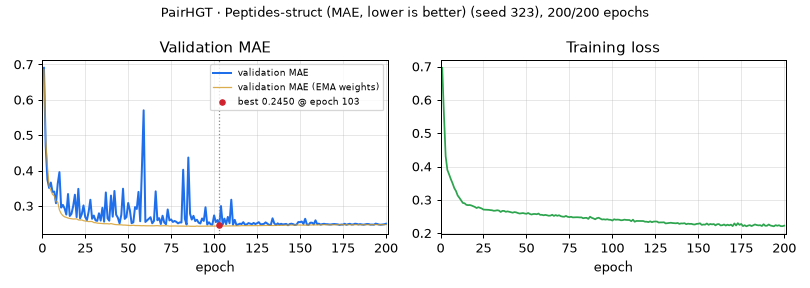 PairHGT · Peptides-struct (MAE, lower is better) (seed 323), 200/200 epochs
Validation MAE
validation MAE
validation MAE (EMA weights)
best 0.2450 @ epoch 103
0.7
0.6
0.5
0.4
0.3
0 25 50 75 100 125 150 175 200
epoch
Training loss
0.7
0.6
0.5
0.4
0.3
0.2
0 25 50 75 100 125 150 175 200
epoch